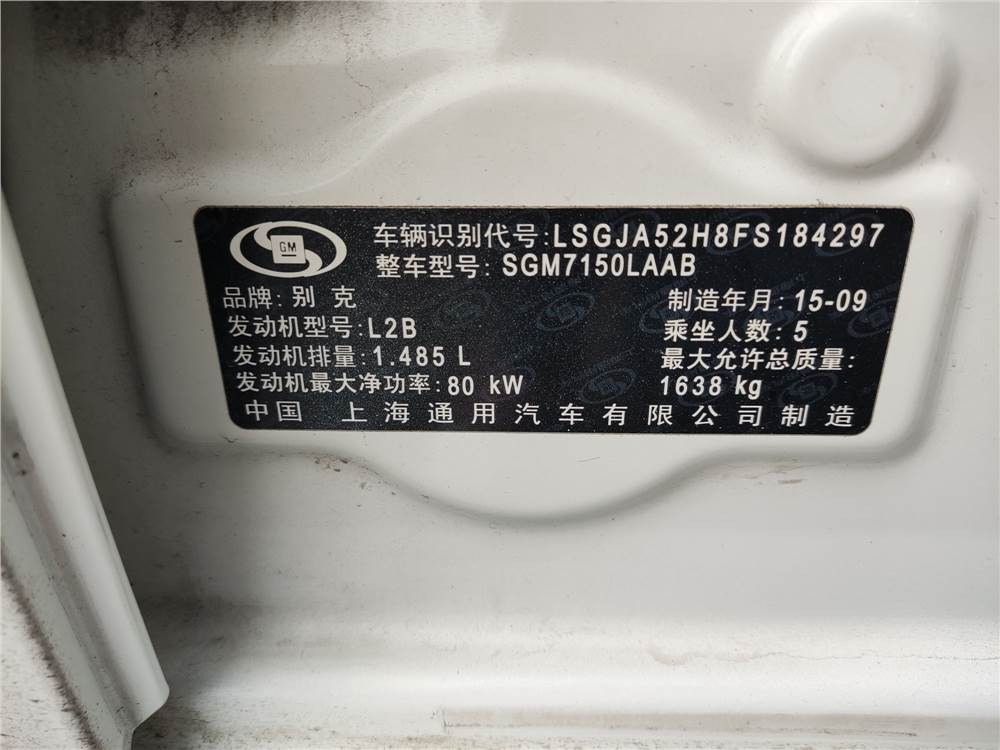 GM
车辆识别代号:LSGJA52H8FS184297
整车型号: SGM7150LAAB
品牌: 别 克
制造年月: 15-09
发动机型号: L2B
乘坐人数: 5
发动机排量: 1.485 L
最大允许总质量:
发动机最大净功率: 80 kW
1638 kg
中国 上海通用汽车有限公司制造